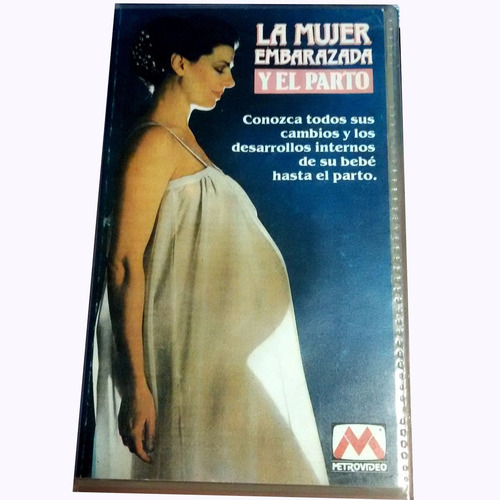 LA MUJER
EMBARAZADA
Y EL PARTO
Conozca todos sus
cambios y los
desarrollos internos
de su bebé
hasta el parto.
M
METROVIDEO